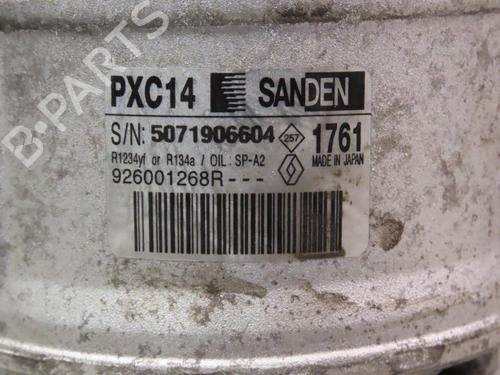 PXC14 SANDEN
S/N: 5071906604 257 1761
R1234yf or R134a / OIL: SP-A2 MADE IN JAPAN
926001268R---
B-PARTS